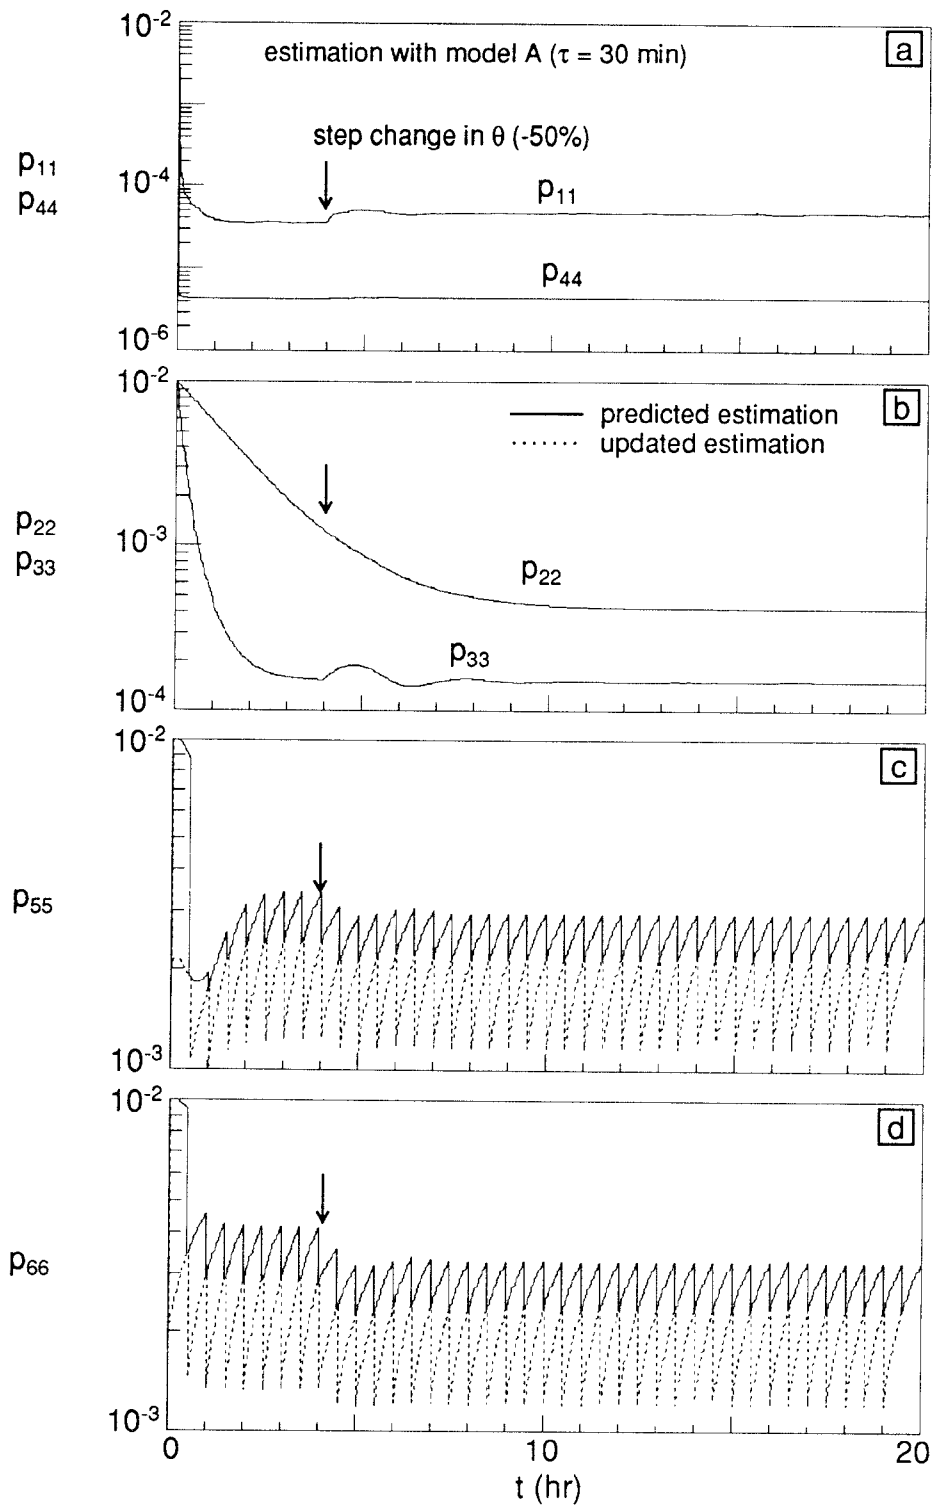 10⁻²
a
estimation with model A (τ = 30 min)
step change in θ (-50%)
p₁₁
p₄₄
10⁻⁴
p₁₁
p₄₄
10⁻⁶
10⁻²
b
predicted estimation
updated estimation
p₂₂
p₃₃
10⁻³
p₂₂
p₃₃
10⁻⁴
10⁻²
c
p₅₅
10⁻³
10⁻²
d
p₆₆
10⁻³
0 10 20
t (hr)